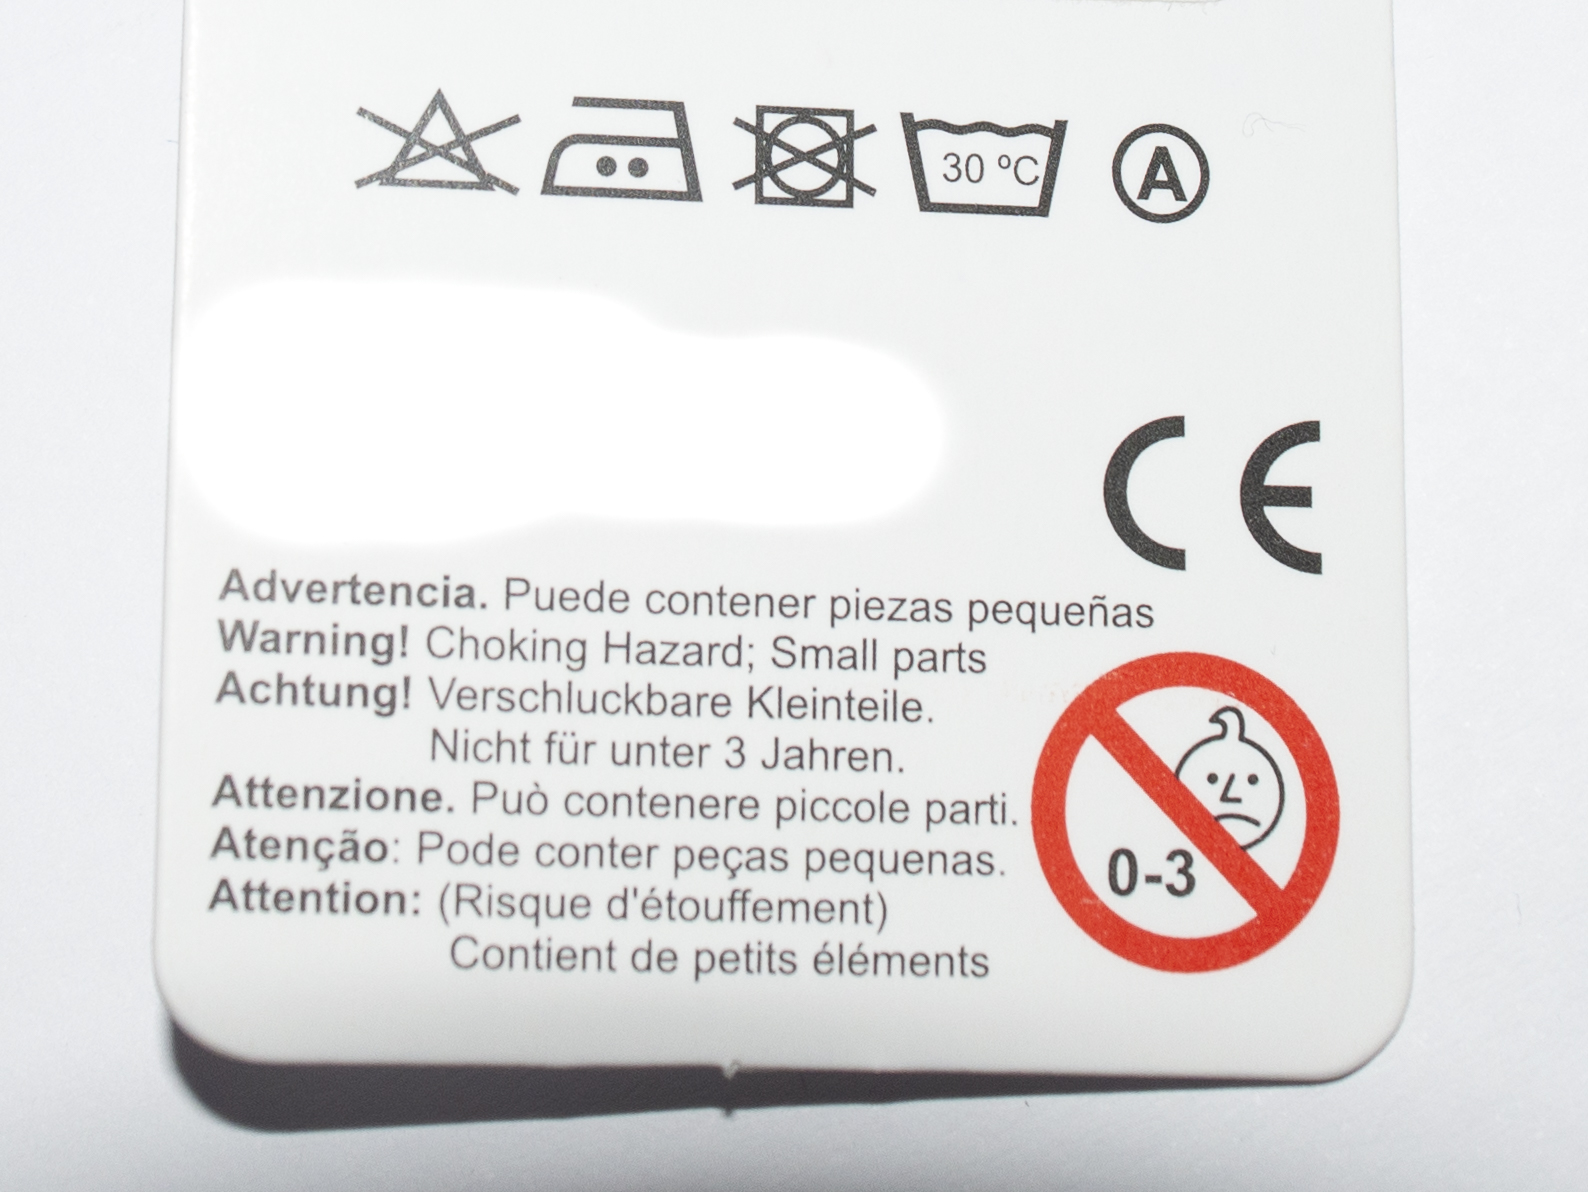 30 ºC
A
CE
Advertencia. Puede contener piezas pequeñas
Warning! Choking Hazard; Small parts
Achtung! Verschluckbare Kleinteile.
Nicht für unter 3 Jahren.
Attenzione. Può contenere piccole parti.
Atenção: Pode conter peças pequenas.
Attention: (Risque d'étouffement)
Contient de petits éléments
0-3